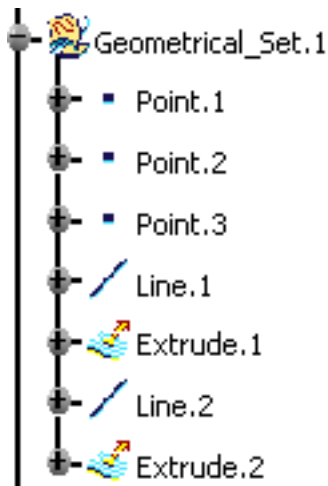 Geometrical_Set.1
Point.1
Point.2
Point.3
Line.1
Extrude.1
Line.2
Extrude.2